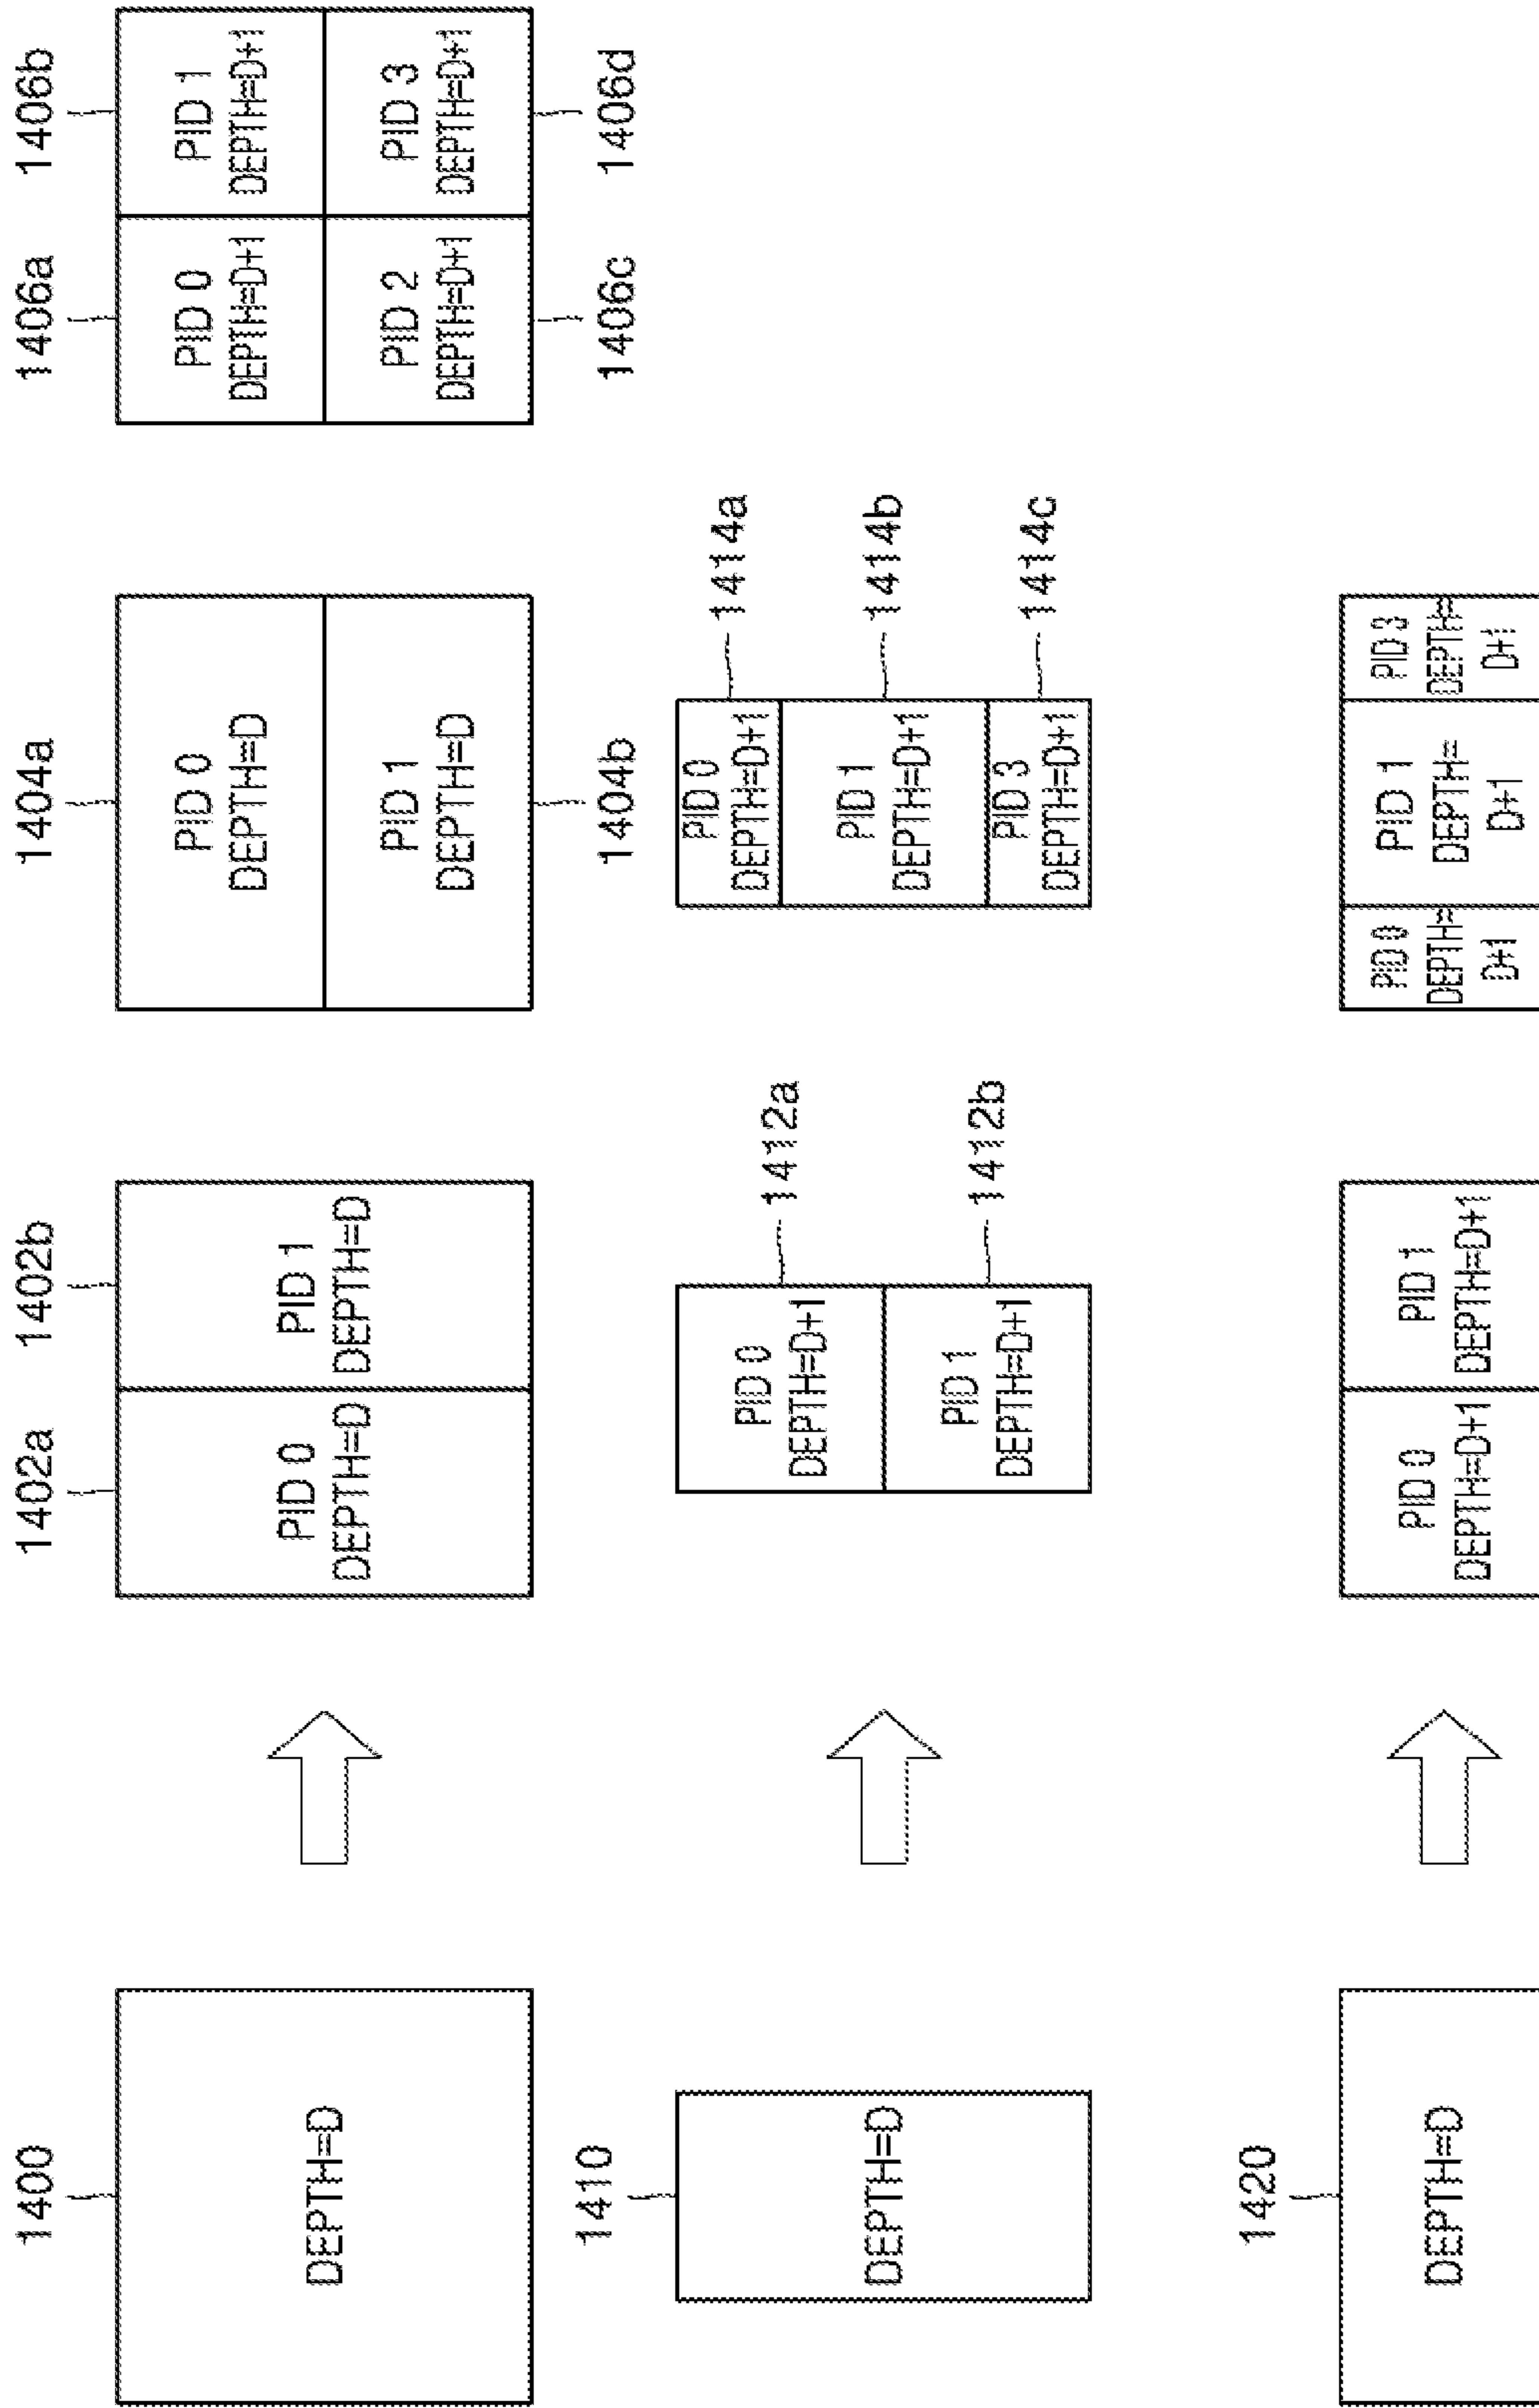 1400
1402a 1402b
1404a
1406a 1406b
DEPTH=D
PID 0
DEPTH=D
PID 1
DEPTH=D
PID 0
DEPTH=D
PID 1
DEPTH=D
PID 0
DEPTH=D+1
PID 1
DEPTH=D+1
PID 2
DEPTH=D+1
PID 3
DEPTH=D+1
1404b
1406c 1406d
1410
DEPTH=D
PID 0
DEPTH=D+1
1412a
PID 1
DEPTH=D+1
1412b
PID 0
DEPTH=D+1
1414a
PID 1
DEPTH=D+1
1414b
PID 3
DEPTH=D+1
1414c
1420
DEPTH=D
PID 0
DEPTH=D+1
PID 1
DEPTH=D+1
PID 0
DEPTH=
D+1
PID 1
DEPTH=
D+1
PID 3
DEPTH=
D+1